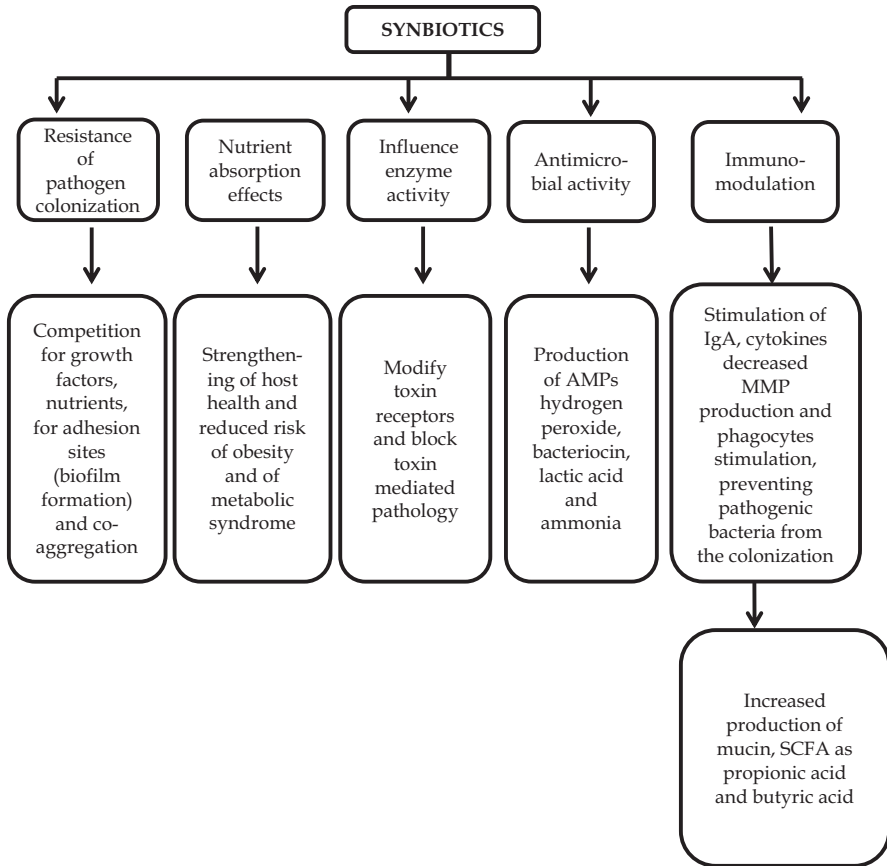 SYNBIOTICS
Resistance
of
pathogen
colonization
Nutrient
absorption
effects
Influence
enzyme
activity
Antimicro-
bial activity
Immuno-
modulation
Competition
for growth
factors,
nutrients,
for adhesion
sites
(biofilm
formation)
and co-
aggregation
Strengthen-
ing of host
health and
reduced risk
of obesity
and of
metabolic
syndrome
Modify
toxin
receptors
and block
toxin
mediated
pathology
Production
of AMPs
hydrogen
peroxide,
bacteriocin,
lactic acid
and
ammonia
Stimulation of
IgA, cytokines
decreased
MMP
production and
phagocytes
stimulation,
preventing
pathogenic
bacteria from
the colonization
Increased
production of
mucin, SCFA as
propionic acid
and butyric acid